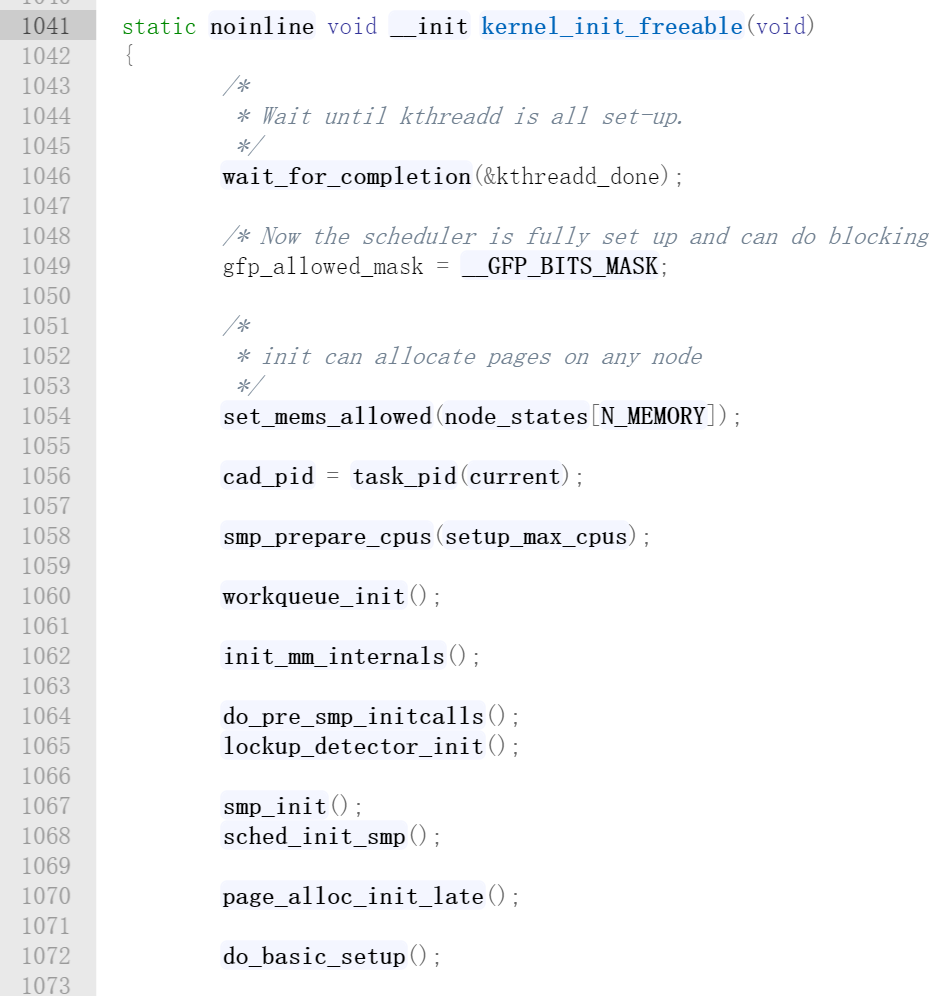 1041 static noinline void __init kernel_init_freeable(void)
1042 {
1043 /*
1044 * Wait until kthreadd is all set-up.
1045 */
1046 wait_for_completion(&kthreadd_done);
1047
1048 /* Now the scheduler is fully set up and can do blocking
1049 gfp_allowed_mask = __GFP_BITS_MASK;
1050
1051 /*
1052 * init can allocate pages on any node
1053 */
1054 set_mems_allowed(node_states[N_MEMORY]);
1055
1056 cad_pid = task_pid(current);
1057
1058 smp_prepare_cpus(setup_max_cpus);
1059
1060 workqueue_init();
1061
1062 init_mm_internals();
1063
1064 do_pre_smp_initcalls();
1065 lockup_detector_init();
1066
1067 smp_init();
1068 sched_init_smp();
1069
1070 page_alloc_init_late();
1071
1072 do_basic_setup();
1073